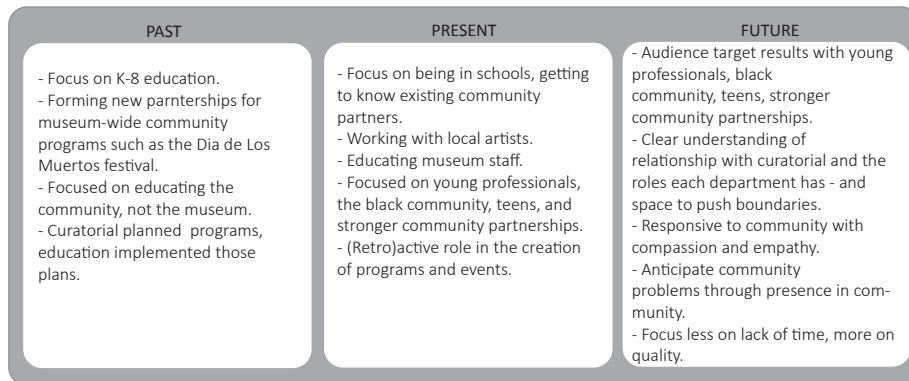 PAST
- Focus on K-8 education.
- Forming new parnterships for
museum-wide community
programs such as the Dia de Los
Muertos festival.
- Focused on educating the
community, not the museum.
- Curatorial planned  programs,
education implemented those
plans.
PRESENT
- Focus on being in schools, getting
to know existing community
partners.
- Working with local artists.
- Educating museum staff.
- Focused on young professionals,
the black community, teens, and
stronger community partnerships.
- (Retro)active role in the creation
of programs and events.
FUTURE
- Audience target results with young
professionals, black
community, teens, stronger
community partnerships.
- Clear understanding of
relationship with curatorial and the
roles each department has - and
space to push boundaries.
- Responsive to community with
compassion and empathy.
- Anticipate community
problems through presence in com-
munity.
- Focus less on lack of time, more on
quality.